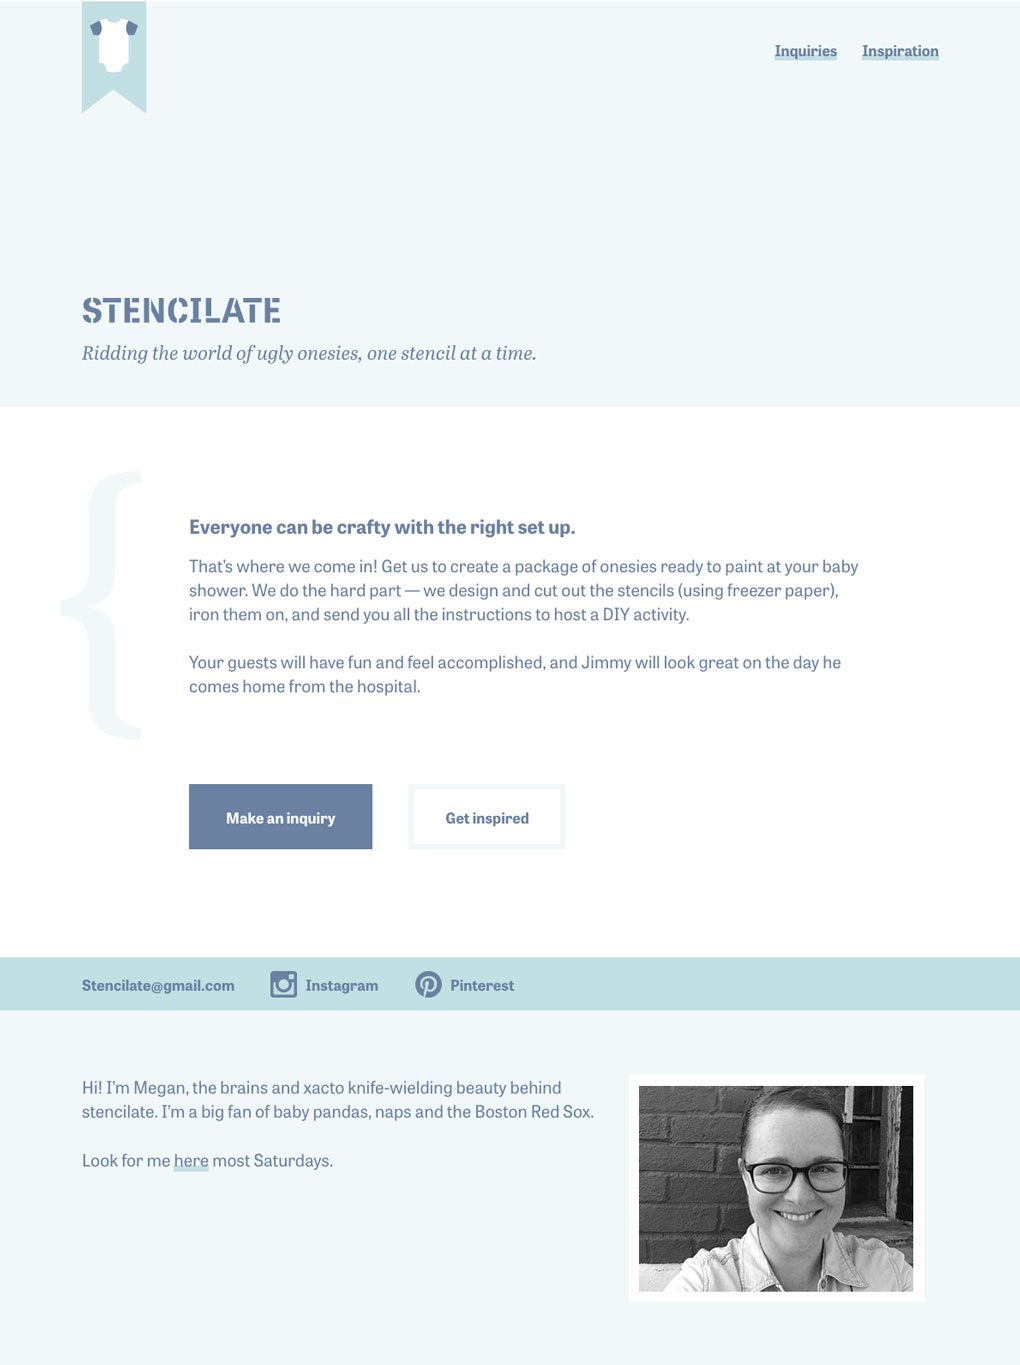 Inquiries
Inspiration
STENCILATE
Ridding the world of ugly onesies, one stencil at a time.
{
Everyone can be crafty with the right set up.
That's where we come in! Get us to create a package of onesies ready to paint at your baby
shower. We do the hard part — we design and cut out the stencils (using freezer paper),
iron them on, and send you all the instructions to host a DIY activity.
Your guests will have fun and feel accomplished, and Jimmy will look great on the day he
comes home from the hospital.
Make an inquiry
Get inspired
Stencilate@gmail.com
Instagram
Pinterest
Hi! I'm Megan, the brains and xacto knife-wielding beauty behind
stencilate. I'm a big fan of baby pandas, naps and the Boston Red Sox.
Look for me here most Saturdays.